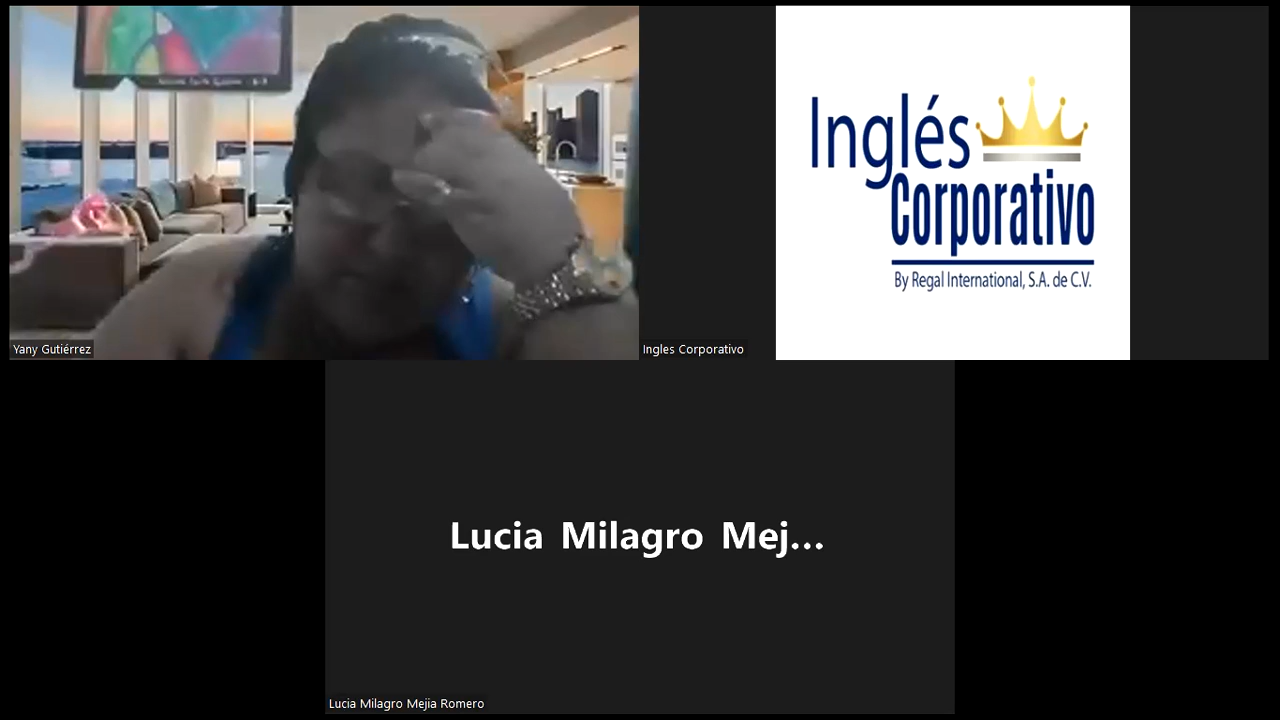 Yany Gutiérrez
Inglés
Corporativo
By Regal International, S.A. de C.V.
Ingles Corporativo
Lucia Milagro Mej...
Lucia Milagro Mejia Romero